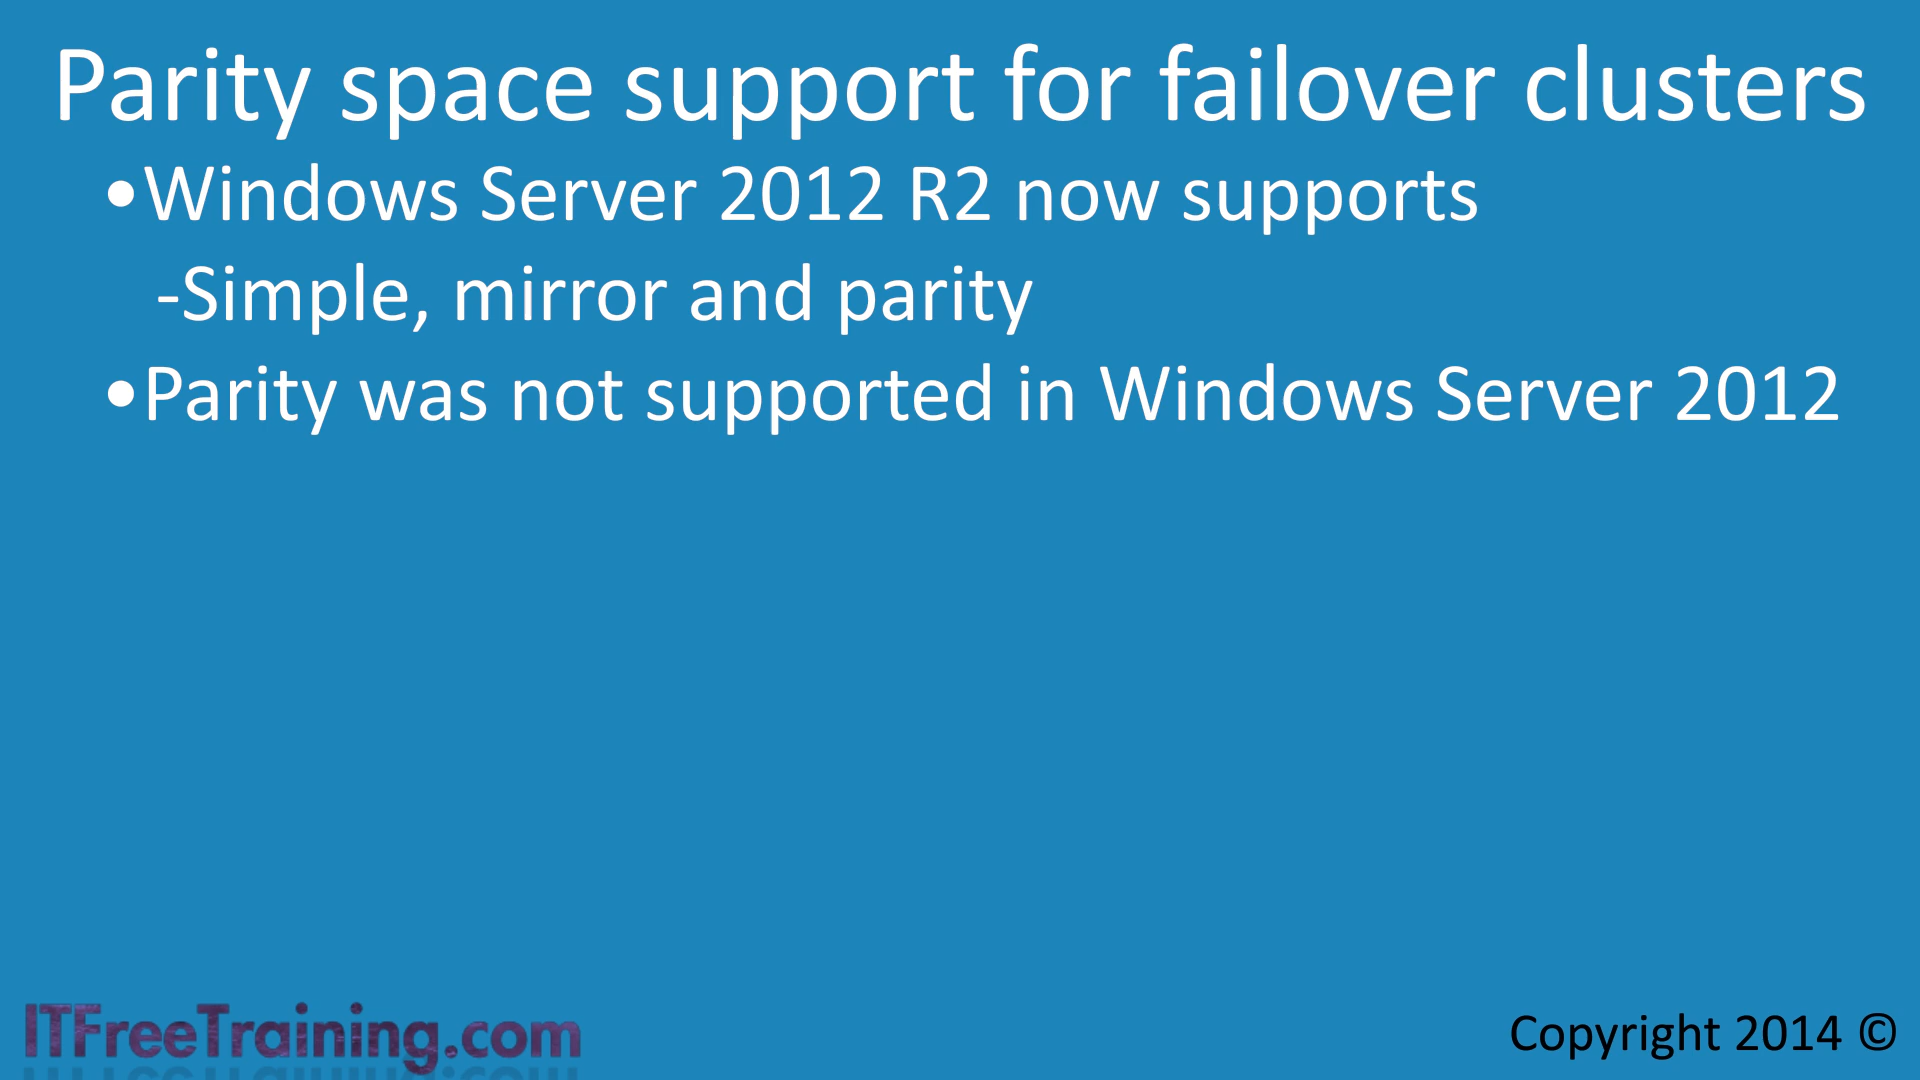 Parity space support for failover clusters
•Windows Server 2012 R2 now supports
-Simple, mirror and parity
•Parity was not supported in Windows Server 2012
ITFreeTraining.com
Copyright 2014 ©